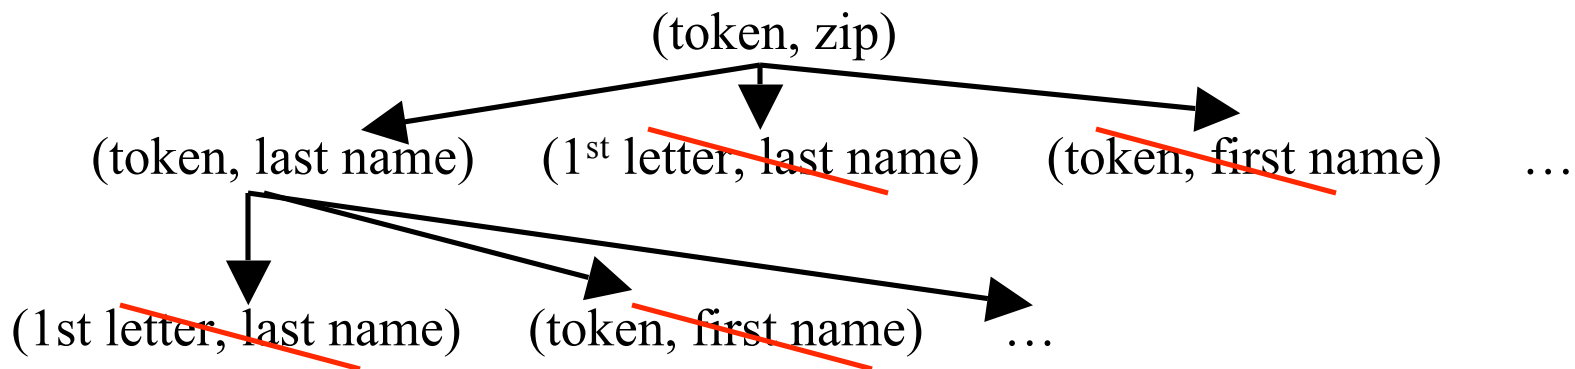 (token, zip)
(token, last name) (1st letter, last name) (token, first name) …
(1st letter, last name) (token, first name) …